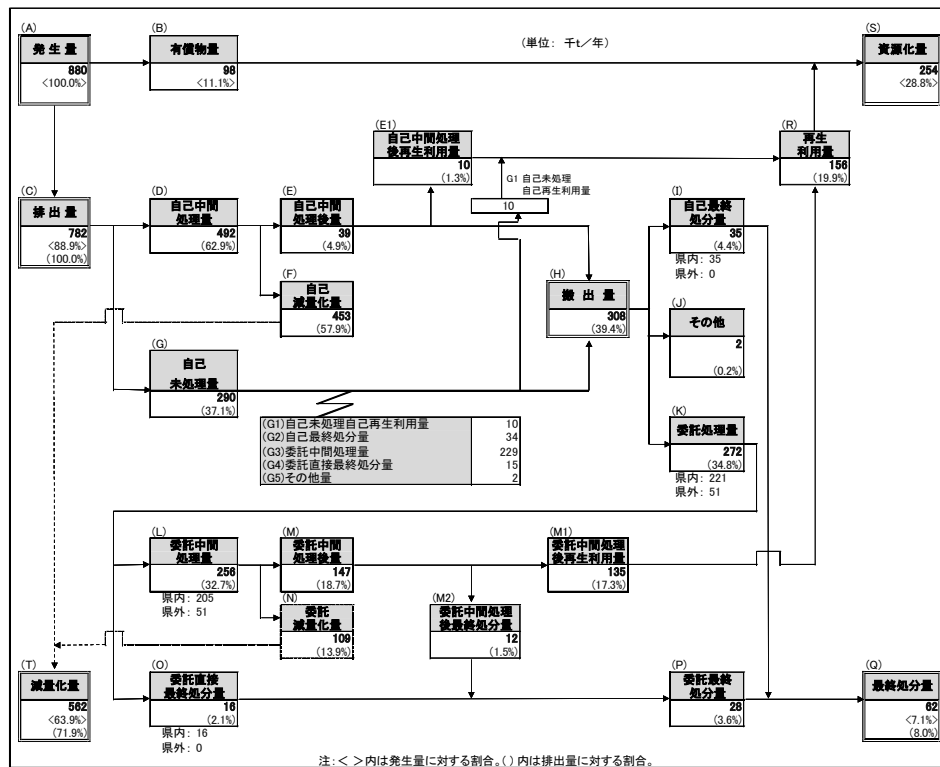 (A)
発 生 量
880
<100.0%>
(B)
有償物量
98
<11.1%>
(単位： 千t／年)
(S)
資源化量
254
<28.8%>
(E1)
自己中間処理
後再生利用量
10
(1.3%)
G1 自己未処理
自己再生利用量
10
(R)
再生
利用量
156
(19.9%)
(C)
排 出 量
782
<88.9%>
(100.0%)
(D)
自己中間
処理量
492
(62.9%)
(E)
自己中間
処理後量
39
(4.9%)
(F)
自己
減量化量
453
(57.9%)
(G)
自己
未処理量
290
(37.1%)
(H)
搬 出 量
308
(39.4%)
(I)
自己最終
処分量
35
(4.4%)
県内： 35
県外： 0
(J)
その他
2
(0.2%)
(K)
委託処理量
272
(34.8%)
県内： 221
県外： 51
(G1)自己未処理自己再生利用量 10
(G2)自己最終処分量 34
(G3)委託中間処理量 229
(G4)委託直接最終処分量 15
(G5)その他量 2
(L)
委託中間
処理量
256
(32.7%)
県内： 205
県外： 51
(M)
委託中間
処理後量
147
(18.7%)
(M1)
委託中間処理
後再生利用量
135
(17.3%)
(N)
委託
減量化量
109
(13.9%)
(M2)
委託中間処理
後最終処分量
12
(1.5%)
(T)
減量化量
562
<63.9%>
(71.9%)
(O)
委託直接
最終処分量
16
(2.1%)
県内： 16
県外： 0
(P)
委託最終
処分量
28
(3.6%)
(Q)
最終処分量
62
<7.1%>
(8.0%)
注：< >内は発生量に対する割合。( )内は排出量に対する割合。